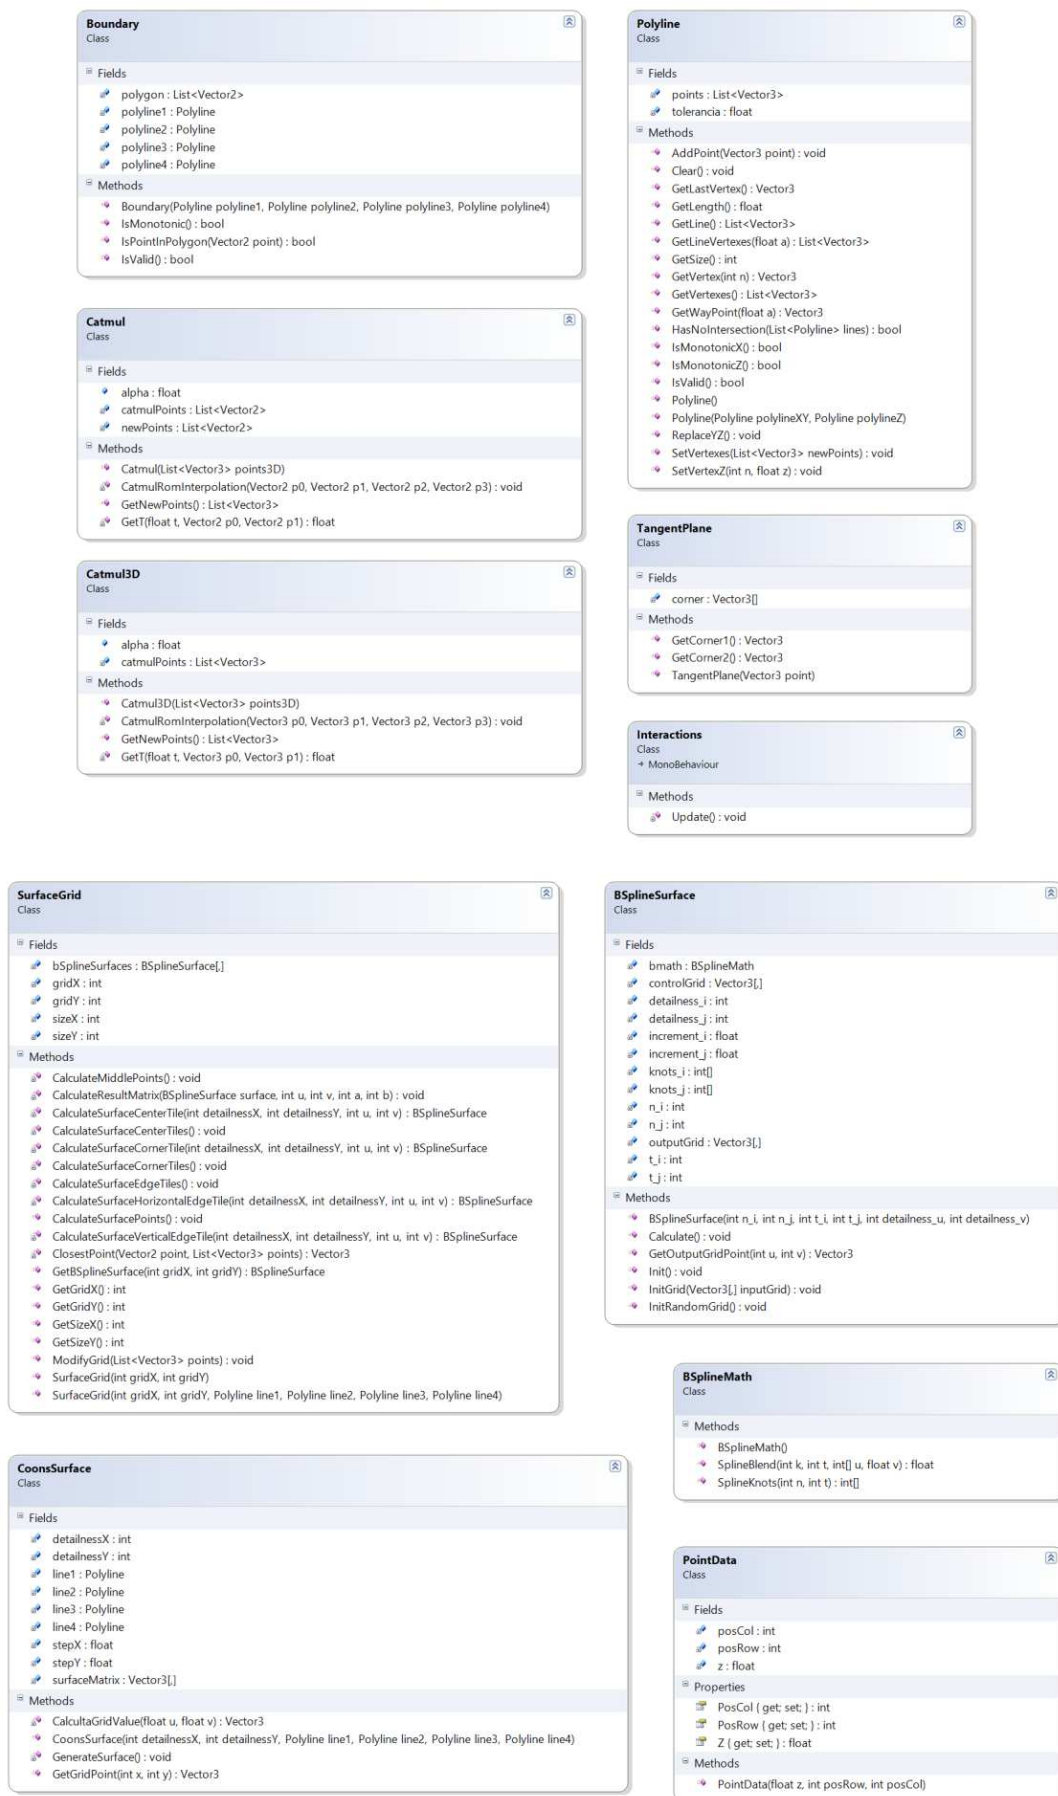 Boundary
Class
Fields
polygon : List<Vector2>
polyline1 : Polyline
polyline2 : Polyline
polyline3 : Polyline
polyline4 : Polyline
Methods
Boundary(Polyline polyline1, Polyline polyline2, Polyline polyline3, Polyline polyline4)
IsMonotonic() : bool
IsPointInPolygon(Vector2 point) : bool
IsValid() : bool
Catmul
Class
Fields
alpha : float
catmulPoints : List<Vector2>
newPoints : List<Vector2>
Methods
Catmul(List<Vector3> points3D)
CatmulRomInterpolation(Vector2 p0, Vector2 p1, Vector2 p2, Vector2 p3) : void
GetNewPoints() : List<Vector3>
GetT(float t, Vector2 p0, Vector2 p1) : float
Catmul3D
Class
Fields
alpha : float
catmulPoints : List<Vector3>
Methods
Catmul3D(List<Vector3> points3D)
CatmulRomInterpolation(Vector3 p0, Vector3 p1, Vector3 p2, Vector3 p3) : void
GetNewPoints() : List<Vector3>
GetT(float t, Vector3 p0, Vector3 p1) : float
Polyline
Class
Fields
points : List<Vector3>
tolerancia : float
Methods
AddPoint(Vector3 point) : void
Clear() : void
GetLastVertex() : Vector3
GetLength() : float
GetLine() : List<Vector3>
GetLineVertexes(float a) : List<Vector3>
GetSize() : int
GetVertex(int n) : Vector3
GetVertexes() : List<Vector3>
GetWayPoint(float a) : Vector3
HasNoIntersection(List<Polyline> lines) : bool
IsMonotonicX() : bool
IsMonotonicZ() : bool
IsValid() : bool
Polyline()
Polyline(Polyline polylineXY, Polyline polylineZ)
ReplaceYZ() : void
SetVertexes(List<Vector3> newPoints) : void
SetVertexZ(int n, float z) : void
TangentPlane
Class
Fields
corner : Vector3[]
Methods
GetCorner1() : Vector3
GetCorner2() : Vector3
TangentPlane(Vector3 point)
Interactions
Class
MonoBehaviour
Methods
Update() : void
SurfaceGrid
Class
Fields
bSplineSurfaces : BSplineSurface[,]
gridX : int
gridY : int
sizeX : int
sizeY : int
Methods
CalculateMiddlePoints() : void
CalculateResultMatrix(BSplineSurface surface, int u, int v, int a, int b) : void
CalculateSurfaceCenterTile(int detailnessX, int detailnessY, int u, int v) : BSplineSurface
CalculateSurfaceCenterTiles() : void
CalculateSurfaceCornerTile(int detailnessX, int detailnessY, int u, int v) : BSplineSurface
CalculateSurfaceCornerTiles() : void
CalculateSurfaceEdgeTiles() : void
CalculateSurfaceHorizontalEdgeTile(int detailnessX, int detailnessY, int u, int v) : BSplineSurface
CalculateSurfacePoints() : void
CalculateSurfaceVerticalEdgeTile(int detailnessX, int detailnessY, int u, int v) : BSplineSurface
ClosestPoint(Vector2 point, List<Vector3> points) : Vector3
GetBSplineSurface(int gridX, int gridY) : BSplineSurface
GetGridX() : int
GetGridY() : int
GetSizeX() : int
GetSizeY() : int
ModifyGrid(List<Vector3> points) : void
SurfaceGrid(int gridX, int gridY)
SurfaceGrid(int gridX, int gridY, Polyline line1, Polyline line2, Polyline line3, Polyline line4)
BSplineSurface
Class
Fields
bmath : BSplineMath
controlGrid : Vector3[,]
detailness_i : int
detailness_j : int
increment_i : float
increment_j : float
knots_i : int[]
knots_j : int[]
n_i : int
n_j : int
outputGrid : Vector3[,]
t_i : int
t_j : int
Methods
BSplineSurface(int n_i, int n_j, int t_i, int t_j, int detailness_u, int detailness_v)
Calculate() : void
GetOutputGridPoint(int u, int v) : Vector3
Init() : void
InitGrid(Vector3[,] inputGrid) : void
InitRandomGrid() : void
BSplineMath
Class
Methods
BSplineMath()
SplineBlend(int k, int t, int[] u, float v) : float
SplineKnots(int n, int t) : int[]
CoonsSurface
Class
Fields
detailnessX : int
detailnessY : int
line1 : Polyline
line2 : Polyline
line3 : Polyline
line4 : Polyline
stepX : float
stepY : float
surfaceMatrix : Vector3[,]
Methods
CalcultaGridValue(float u, float v) : Vector3
CoonsSurface(int detailnessX, int detailnessY, Polyline line1, Polyline line2, Polyline line3, Polyline line4)
GenerateSurface() : void
GetGridPoint(int x, int y) : Vector3
PointData
Class
Fields
posCol : int
posRow : int
z : float
Properties
PosCol { get; set; } : int
PosRow { get; set; } : int
Z { get; set; } : float
Methods
PointData(float z, int posRow, int posCol)